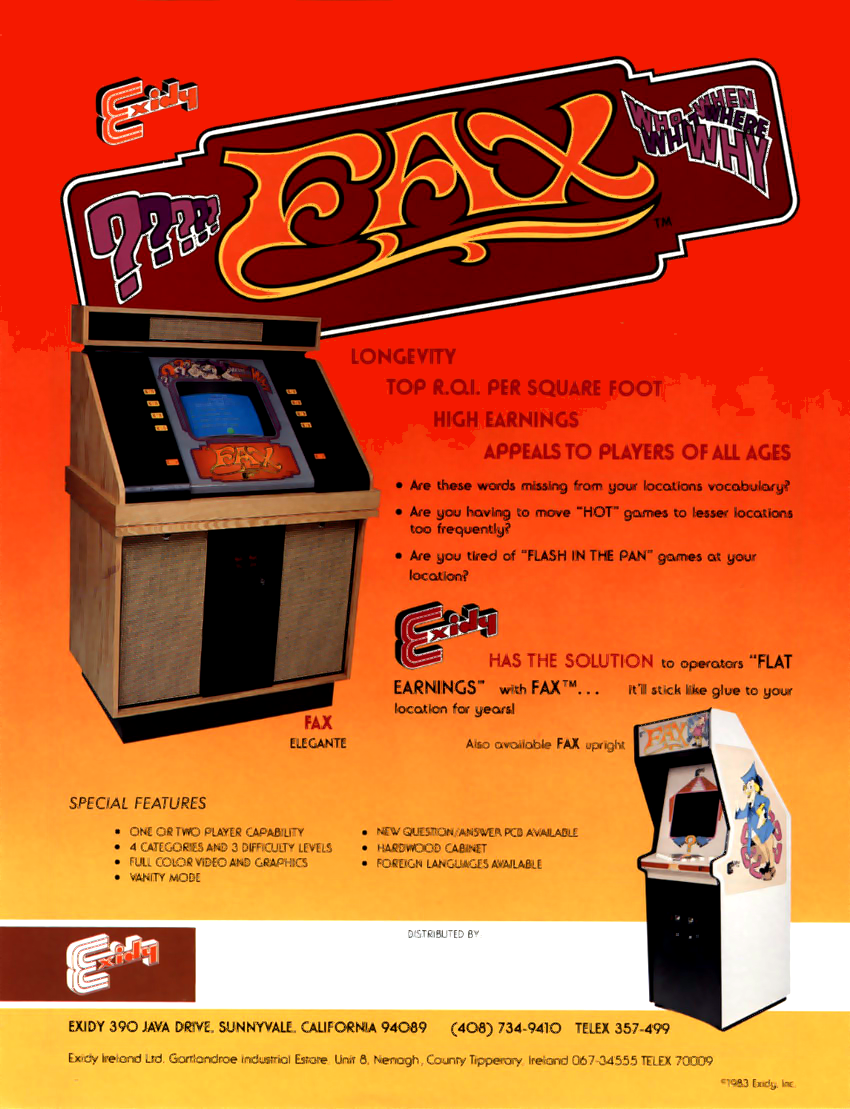 Exidy
WHO WHEN
WHAT WHERE
WHY
?????
FAX™
LONGEVITY
TOP R.O.I. PER SQUARE FOOT
HIGH EARNINGS
APPEALS TO PLAYERS OF ALL AGES
• Are these words missing from your locations vocabulary?
• Are you having to move "HOT" games to lesser locations
too frequently?
• Are you tired of "FLASH IN THE PAN" games at your
location?
FAX
Exidy
HAS THE SOLUTION to operators "FLAT
EARNINGS" with FAX™... It'll stick like glue to your
location for years!
FAX
ELEGANTE
Also available FAX upright
FAX
SPECIAL FEATURES
• ONE OR TWO PLAYER CAPABILITY
• 4 CATEGORIES AND 3 DIFFICULTY LEVELS
• FULL COLOR VIDEO AND GRAPHICS
• VANITY MODE
• NEW QUESTION/ANSWER PCB AVAILABLE
• HARDWOOD CABINET
• FOREIGN LANGUAGES AVAILABLE
DISTRIBUTED BY:
Exidy
EXIDY 390 JAVA DRIVE, SUNNYVALE, CALIFORNIA 94089 (408) 734-9410 TELEX 357-499
Exidy Ireland Ltd. Gortlandroe Industrial Estate, Unit 8, Nenagh, County Tipperary, Ireland 067-34555 TELEX 70009
©1983 Exidy, Inc.